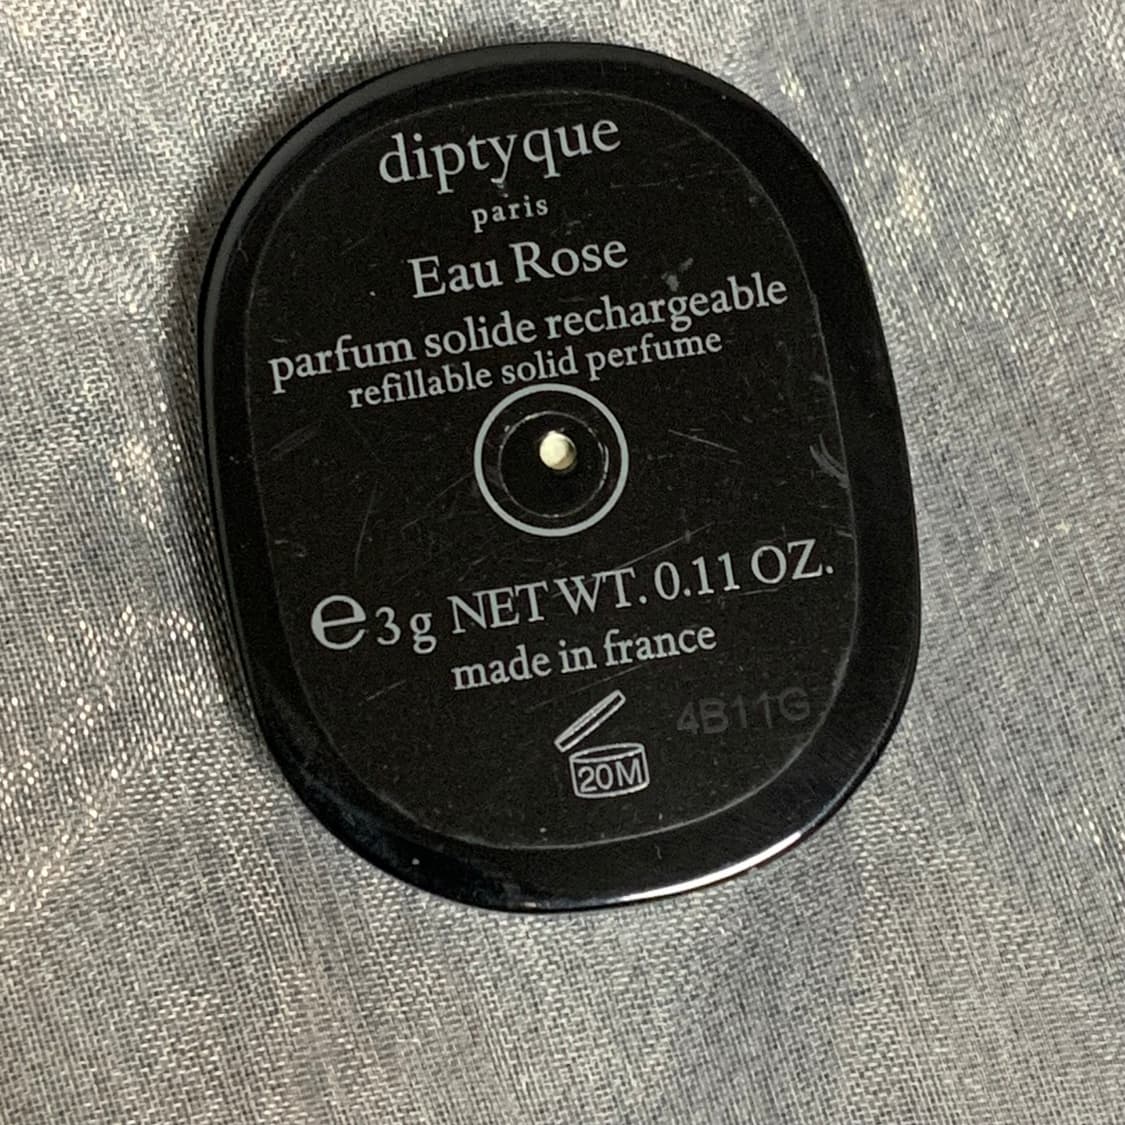 diptyque
paris
Eau Rose
parfum solide rechargeable
refillable solid perfume
℮ 3 g NET WT. 0.11 OZ.
made in france
4B11G
20M